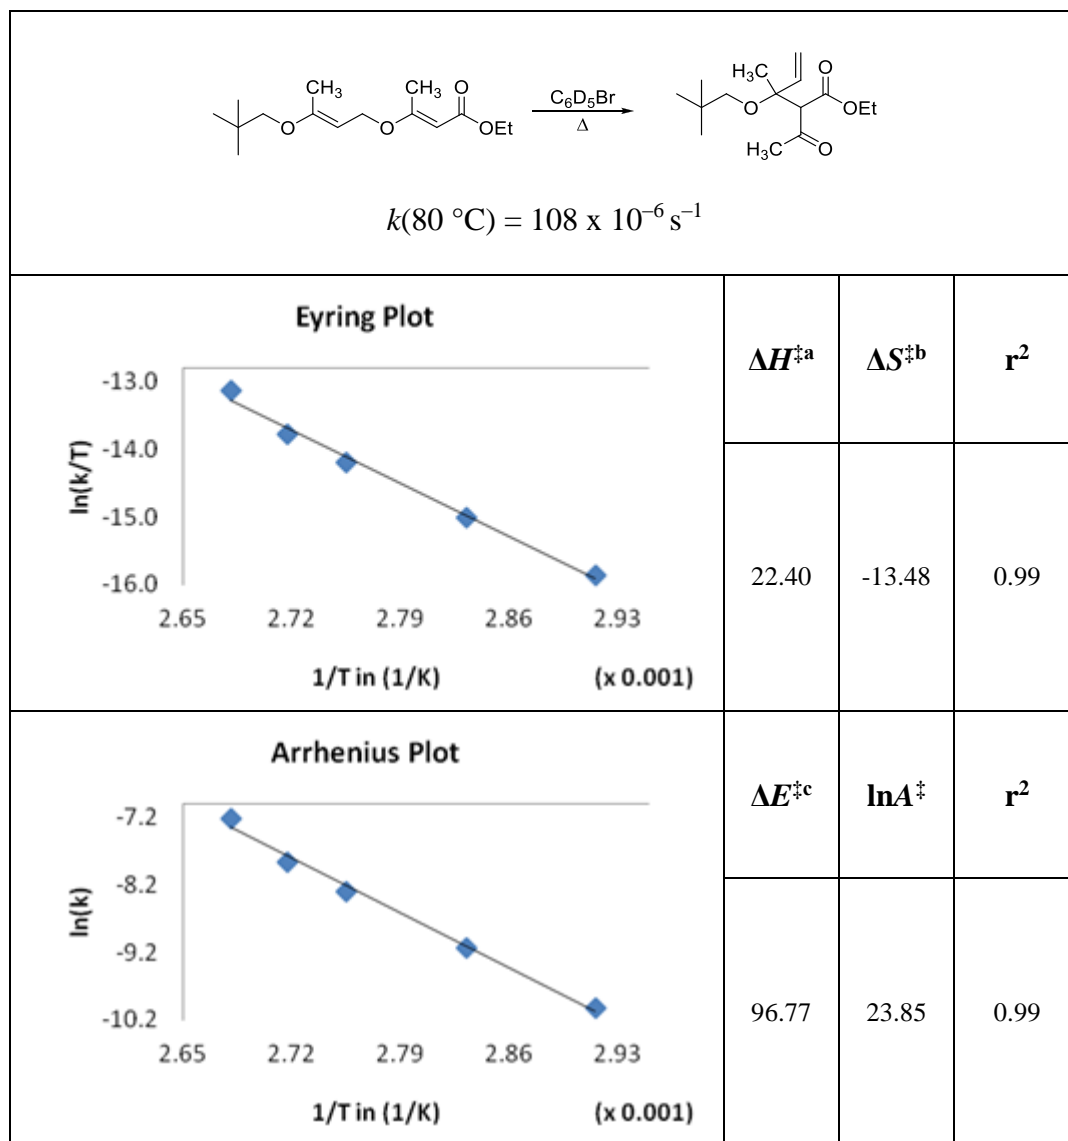 CH₃ CH₃ O
O O OEt
C₆D₅Br
Δ
H₃C O
O OEt
H₃C O
k(80 °C) = 108 x 10⁻⁶ s⁻¹
Eyring Plot
ln(k/T)
-13.0
-14.0
-15.0
-16.0
2.65 2.72 2.79 2.86 2.93
1/T in (1/K) (x 0.001)
ΔH‡a ΔS‡b r²
22.40 -13.48 0.99
Arrhenius Plot
ln(k)
-7.2
-8.2
-9.2
-10.2
2.65 2.72 2.79 2.86 2.93
1/T in (1/K) (x 0.001)
ΔE‡c lnA‡ r²
96.77 23.85 0.99